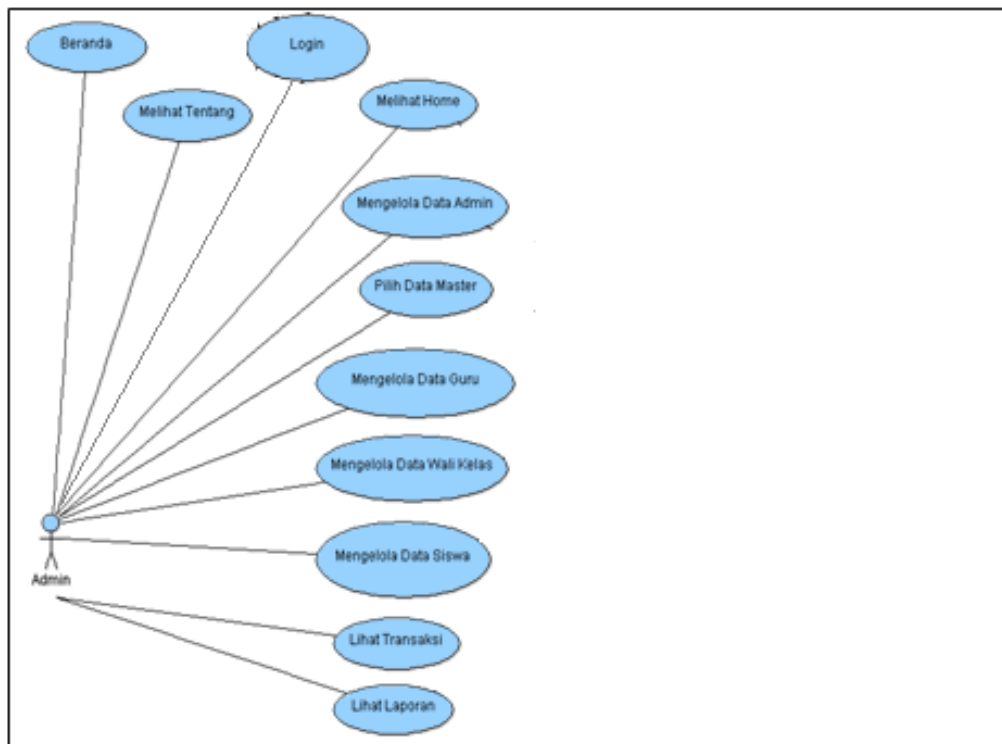 Beranda
Login
Melihat Tentang
Melihat Home
Mengelola Data Admin
Pilih Data Master
Mengelola Data Guru
Mengelola Data Wali Kelas
Mengelola Data Siswa
Admin
Lihat Transaksi
Lihat Laporan